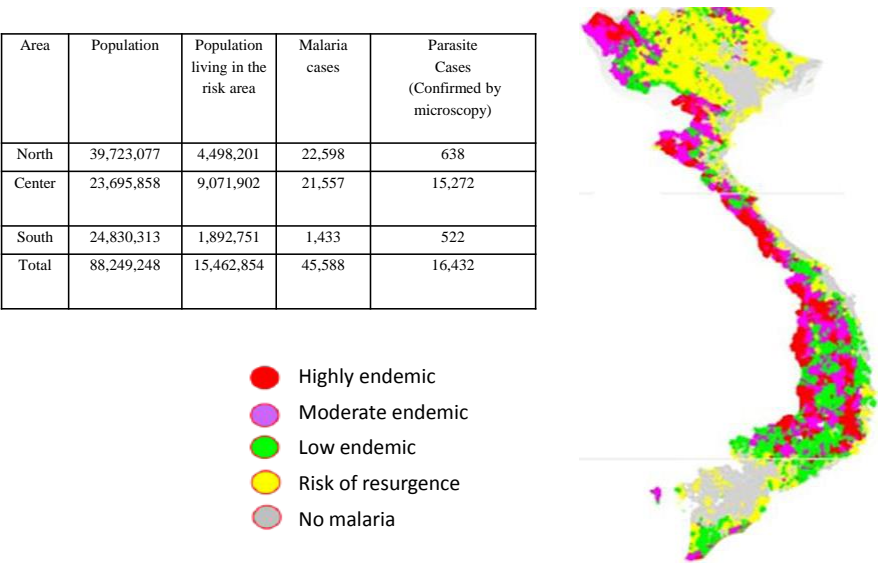 Area Population Population Malaria Parasite
living in the cases Cases
risk area (Confirmed by
microscopy)
North 39,723,077 4,498,201 22,598 638
Center 23,695,858 9,071,902 21,557 15,272
South 24,830,313 1,892,751 1,433 522
Total 88,249,248 15,462,854 45,588 16,432
Highly endemic
Moderate endemic
Low endemic
Risk of resurgence
No malaria